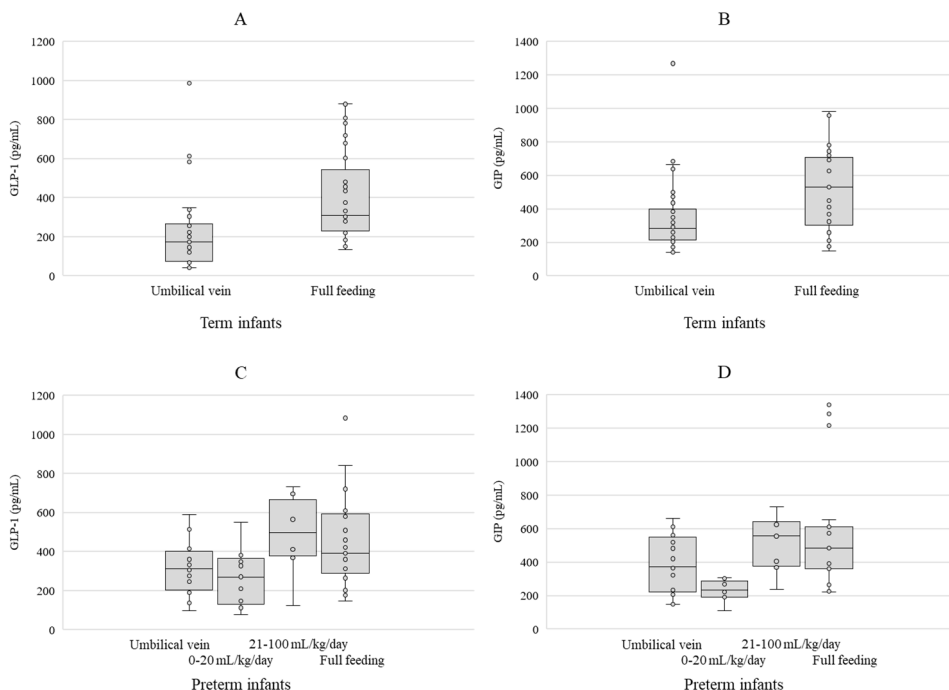 A
1200
1000
800
600
400
200
0
GLP-1 (pg/mL)
Umbilical vein
Full feeding
Term infants
B
1400
1200
1000
800
600
400
200
0
GIP (pg/mL)
Umbilical vein
Full feeding
Term infants
C
1200
1000
800
600
400
200
0
GLP-1 (pg/mL)
Umbilical vein
21-100 mL/kg/day
0-20 mL/kg/day
Full feeding
Preterm infants
D
1400
1200
1000
800
600
400
200
0
GIP (pg/mL)
Umbilical vein
21-100 mL/kg/day
0-20 mL/kg/day
Full feeding
Preterm infants